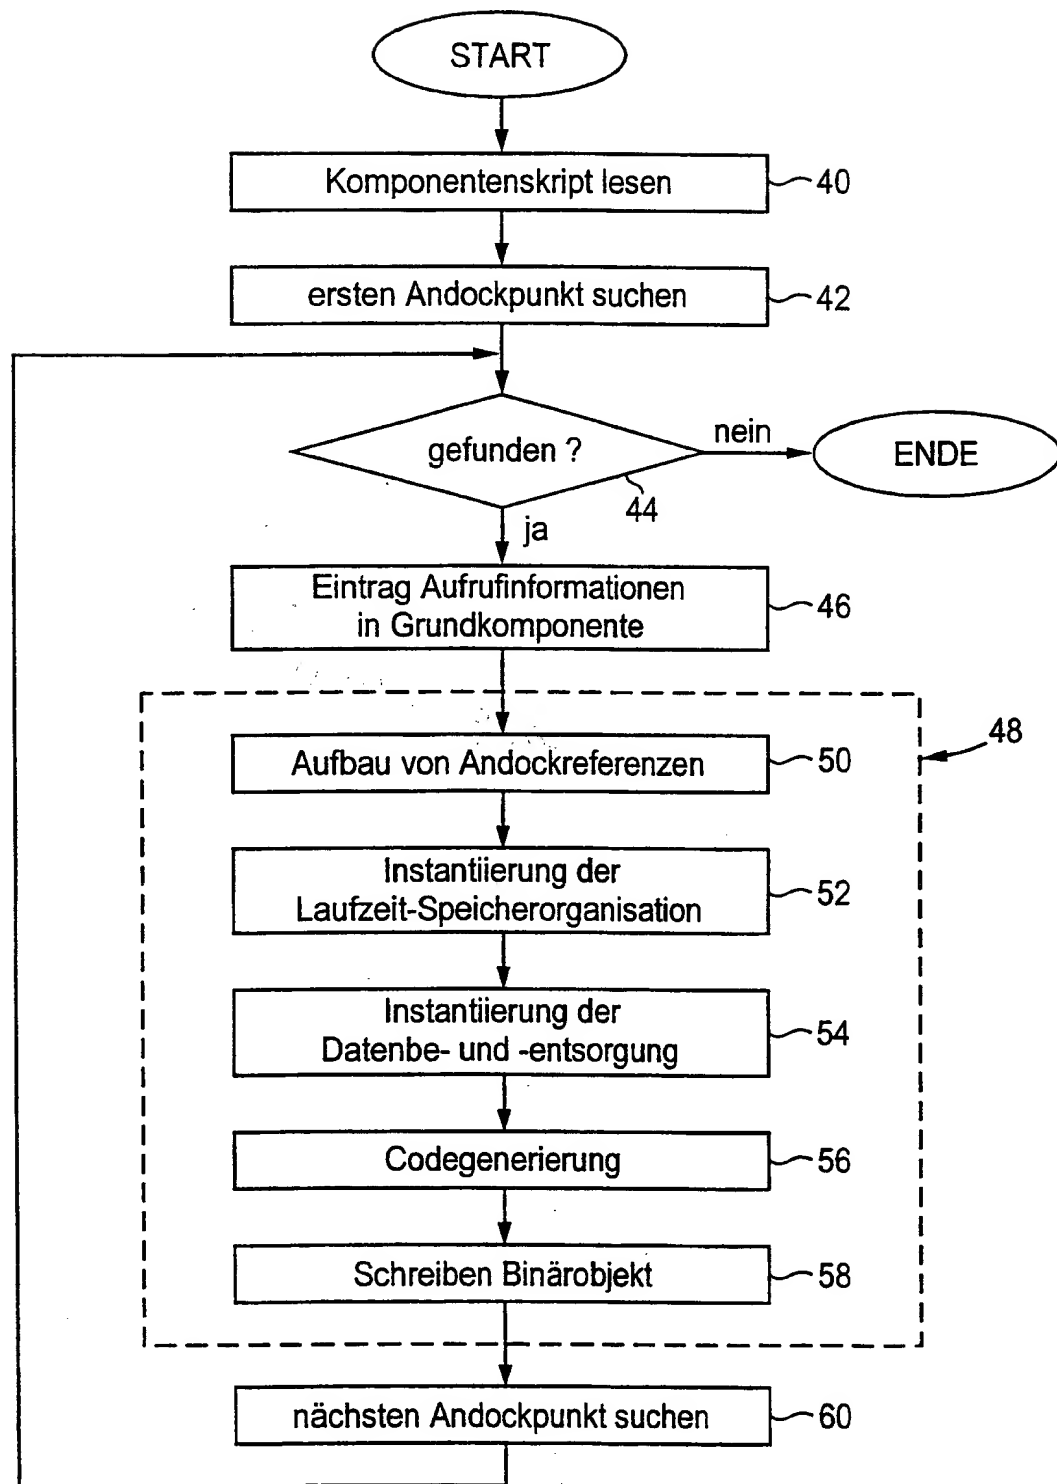 START
Komponentenskript lesen
40
ersten Andockpunkt suchen
42
gefunden ?
nein
ENDE
44
ja
Eintrag Aufrufinformationen
in Grundkomponente
46
48
Aufbau von Andockreferenzen
50
Instantiierung der
Laufzeit-Speicherorganisation
52
Instantiierung der
Datenbe- und -entsorgung
54
Codegenerierung
56
Schreiben Binärobjekt
58
nächsten Andockpunkt suchen
60